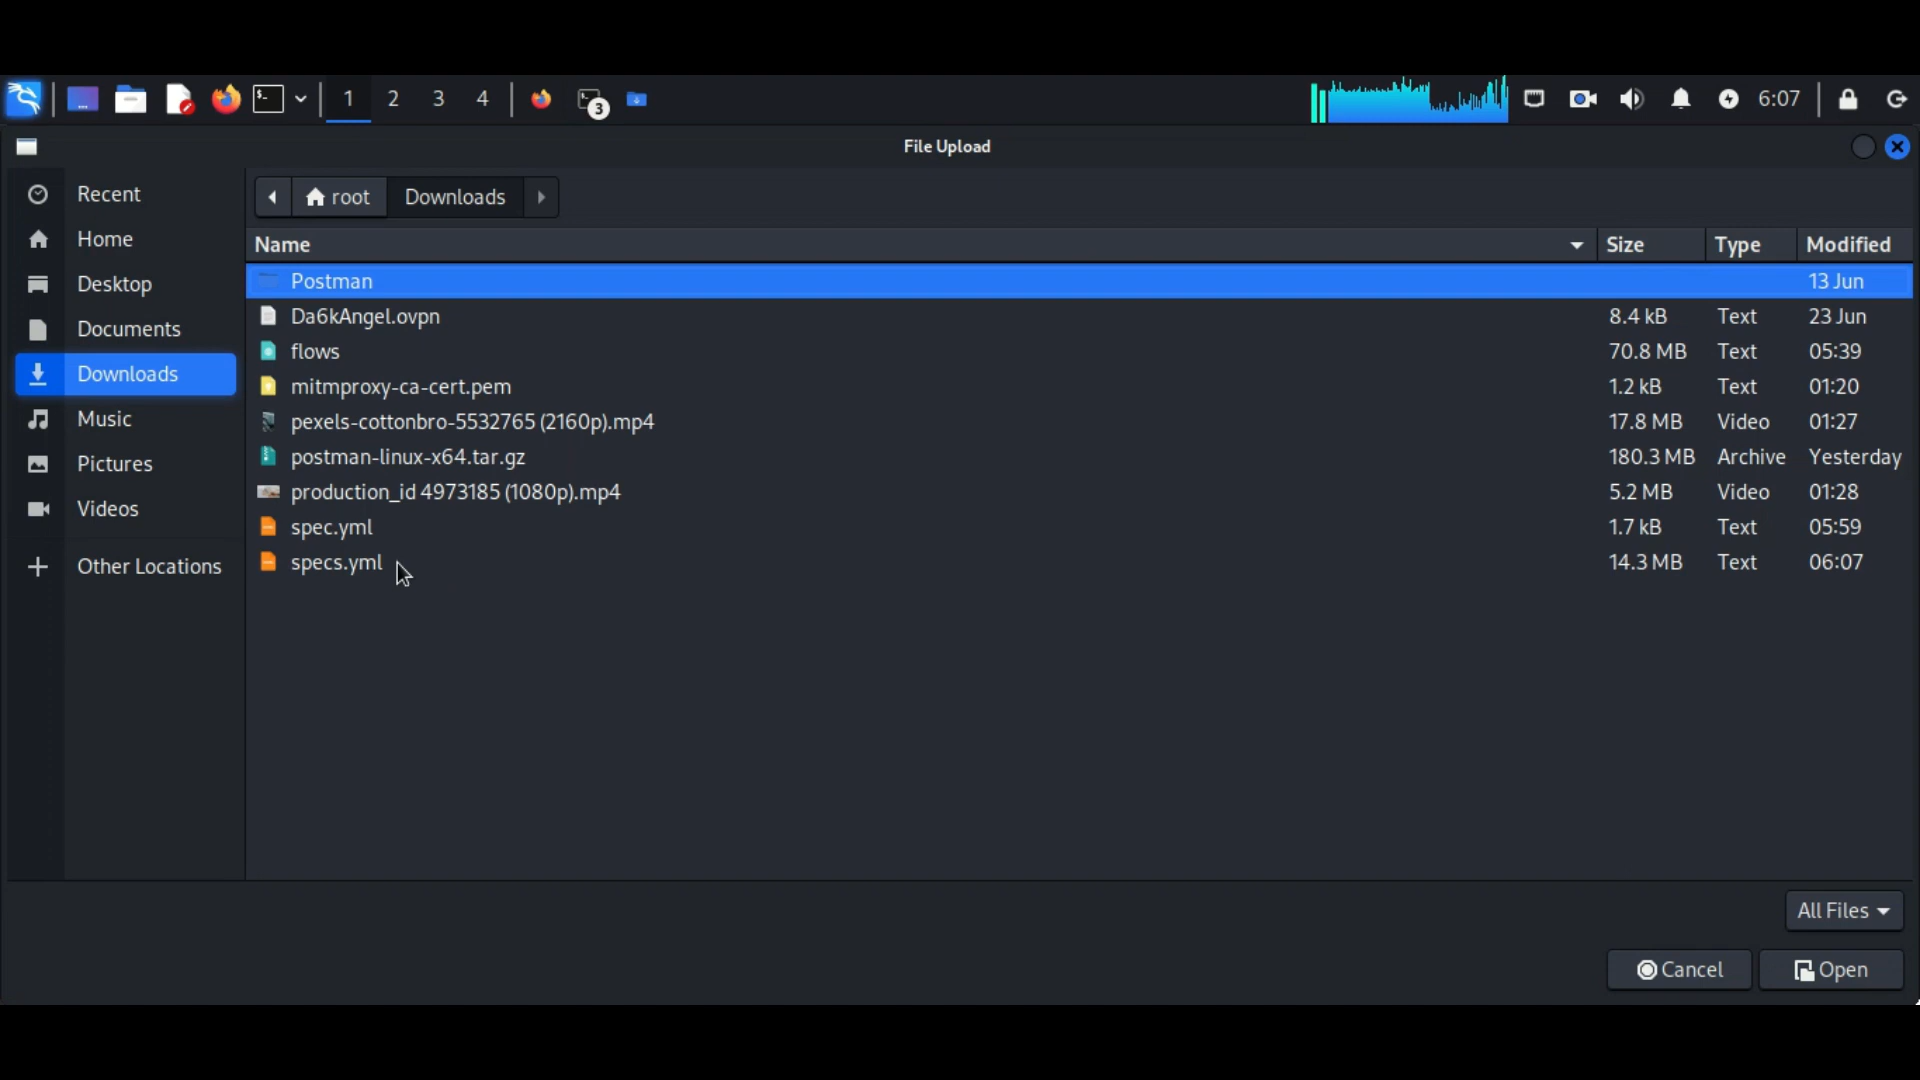 1 2 3 4 3 6:07
File Upload
Recent
Home
Desktop
Documents
Downloads
Music
Pictures
Videos
Other Locations
root Downloads
Name Size Type Modified
Postman 13 Jun
Da6kAngel.ovpn 8.4 kB Text 23 Jun
flows 70.8 MB Text 05:39
mitmproxy-ca-cert.pem 1.2 kB Text 01:20
pexels-cottonbro-5532765 (2160p).mp4 17.8 MB Video 01:27
postman-linux-x64.tar.gz 180.3 MB Archive Yesterday
production_id 4973185 (1080p).mp4 5.2 MB Video 01:28
spec.yml 1.7 kB Text 05:59
specs.yml 14.3 MB Text 06:07
All Files
Cancel Open